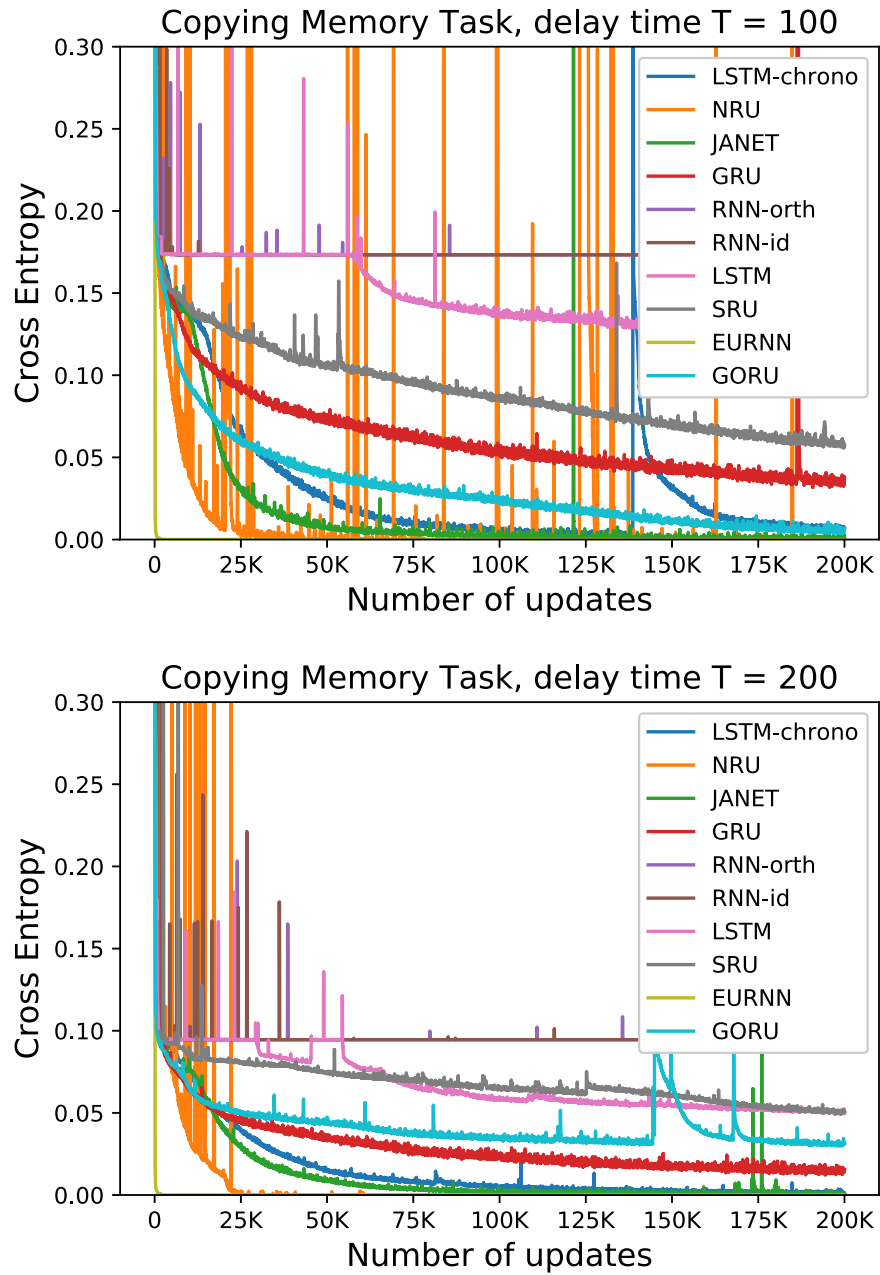 Copying Memory Task, delay time T = 100
0.30
0.25
0.20
0.15
0.10
0.05
0.00
Cross Entropy
LSTM-chrono
NRU
JANET
GRU
RNN-orth
RNN-id
LSTM
SRU
EURNN
GORU
0 25K 50K 75K 100K 125K 150K 175K 200K
Number of updates
Copying Memory Task, delay time T = 200
0.30
0.25
0.20
0.15
0.10
0.05
0.00
Cross Entropy
LSTM-chrono
NRU
JANET
GRU
RNN-orth
RNN-id
LSTM
SRU
EURNN
GORU
0 25K 50K 75K 100K 125K 150K 175K 200K
Number of updates